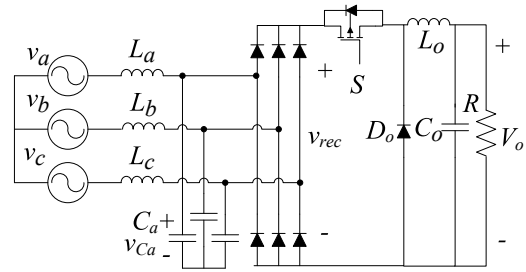 v_a
L_a
v_b
L_b
v_c
L_c
C_a +
v_Ca -
+
v_rec
-
S
D_o
L_o
C_o
R
+
V_o
-